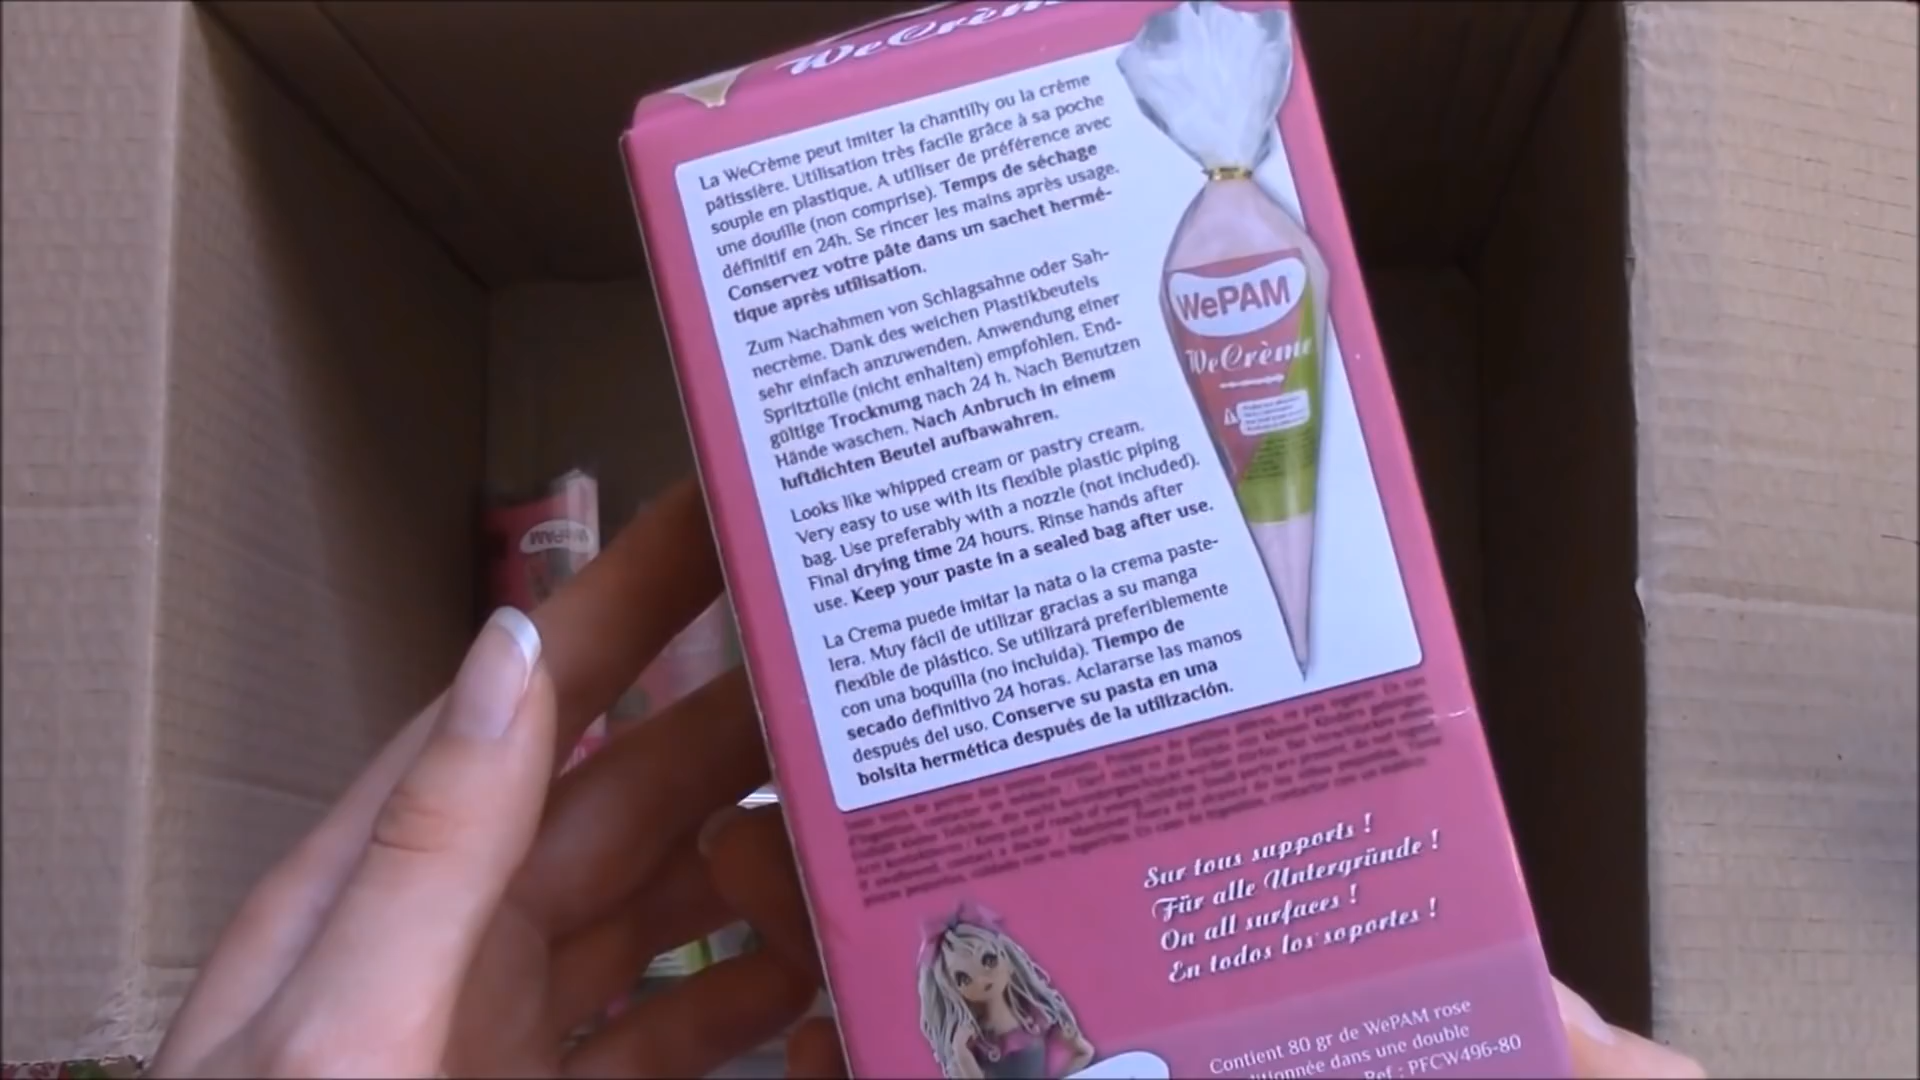 WeCrème
La WeCrème peut imiter la chantilly ou la crème
pâtissière. Utilisation très facile grâce à sa poche
souple en plastique. A utiliser de préférence avec
une douille (non comprise). Temps de séchage
définitif en 24h. Se rincer les mains après usage.
Conservez votre pâte dans un sachet hermé-
tique après utilisation.
Zum Nachahmen von Schlagsahne oder Sah-
necrème. Dank des weichen Plastikbeutels
sehr einfach anzuwenden. Anwendung einer
Spritztülle (nicht enhalten) empfohlen. End-
gültige Trocknung nach 24 h. Nach Benutzen
Hände waschen. Nach Anbruch in einem
luftdichten Beutel aufbawahren.
Looks like whipped cream or pastry cream.
Very easy to use with its flexible plastic piping
bag. Use preferably with a nozzle (not included).
Final drying time 24 hours. Rinse hands after
use. Keep your paste in a sealed bag after use.
La Crema puede imitar la nata o la crema paste-
lera. Muy fácil de utilizar gracias a su manga
flexible de plástico. Se utilizará preferiblemente
con una boquilla (no incluida). Tiempo de
secado definitivo 24 horas. Aclararse las manos
después del uso. Conserve su pasta en una
bolsita hermética después de la utilización.
WePAM
WeCrème
Sur tous supports !
Für alle Untergründe !
On all surfaces !
En todos los soportes !
Contient 80 gr de WePAM rose
ditionnée dans une double
Ref : PFCW496-80
WePAM